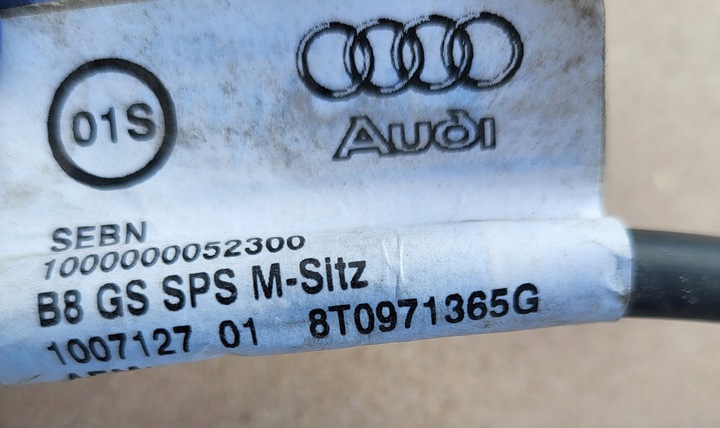 01S
Audi
SEBN
1000000052300
B8 GS SPS M-Sitz
1007127 01 8T0971365G